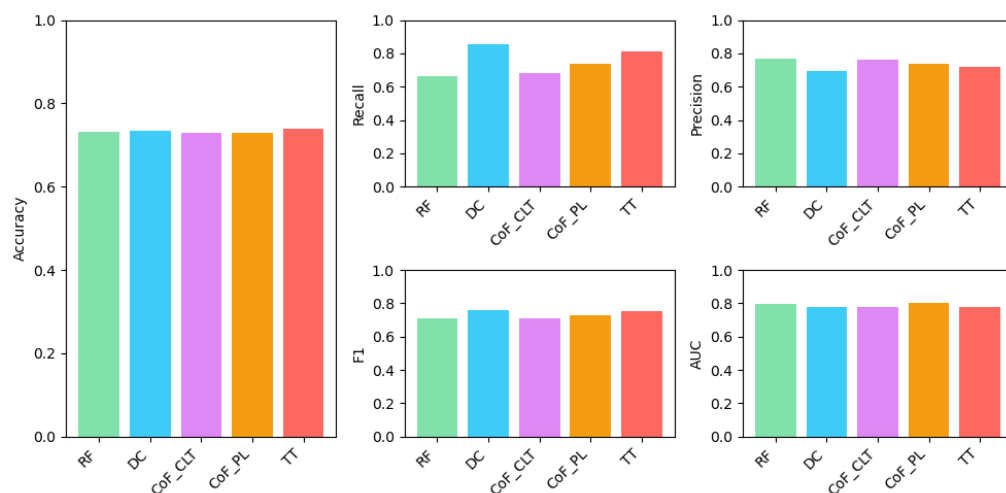 Accuracy
1.0
0.8
0.6
0.4
0.2
0.0
RF
DC
CoF_CLT
CoF_PL
TT
Recall
1.0
0.8
0.6
0.4
0.2
0.0
RF
DC
CoF_CLT
CoF_PL
TT
Precision
1.0
0.8
0.6
0.4
0.2
0.0
RF
DC
CoF_CLT
CoF_PL
TT
F1
1.0
0.8
0.6
0.4
0.2
0.0
RF
DC
CoF_CLT
CoF_PL
TT
AUC
1.0
0.8
0.6
0.4
0.2
0.0
RF
DC
CoF_CLT
CoF_PL
TT